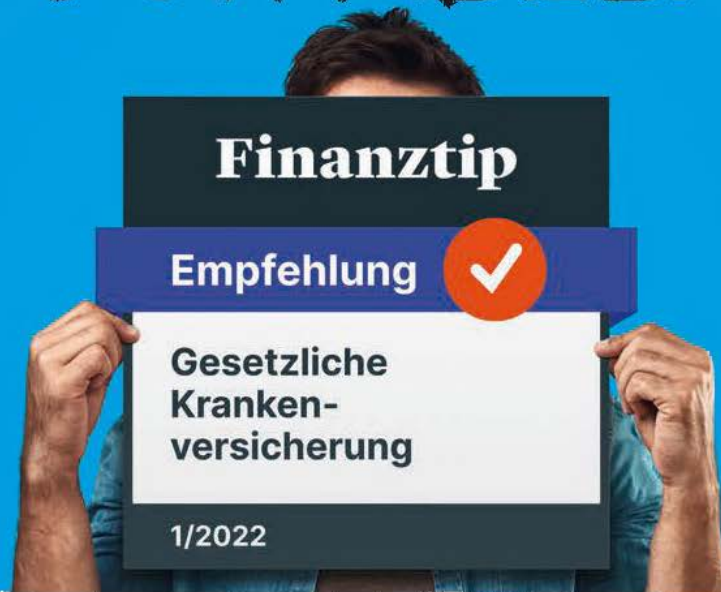 Finanztip
Empfehlung
Gesetzliche
Kranken-
versicherung
1/2022